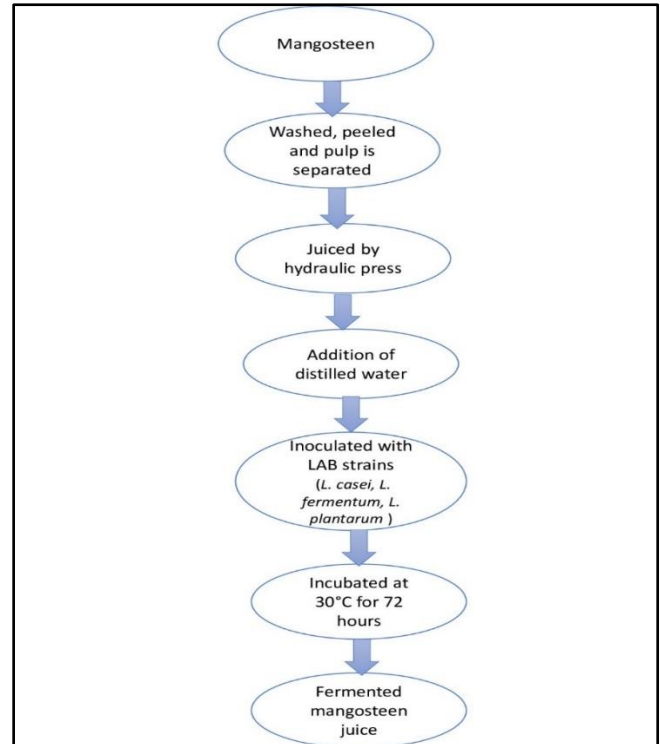 Mangosteen
Washed, peeled
and pulp is
separated
Juiced by
hydraulic press
Addition of
distilled water
Inoculated with
LAB strains
(L. casei, L.
fermentum, L.
plantarum )
Incubated at
30°C for 72
hours
Fermented
mangosteen
juice